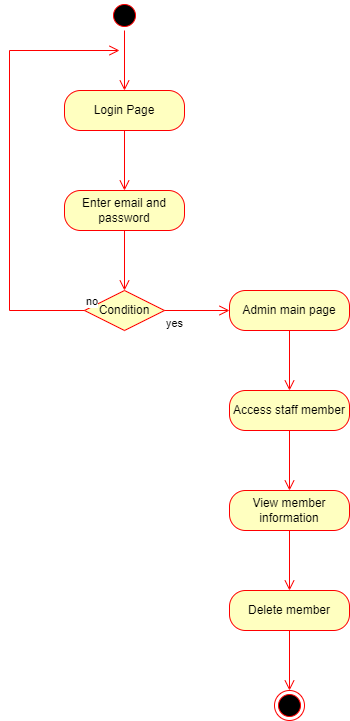 Login Page
Enter email and
password
no
Condition
yes
Admin main page
Access staff member
View member
information
Delete member